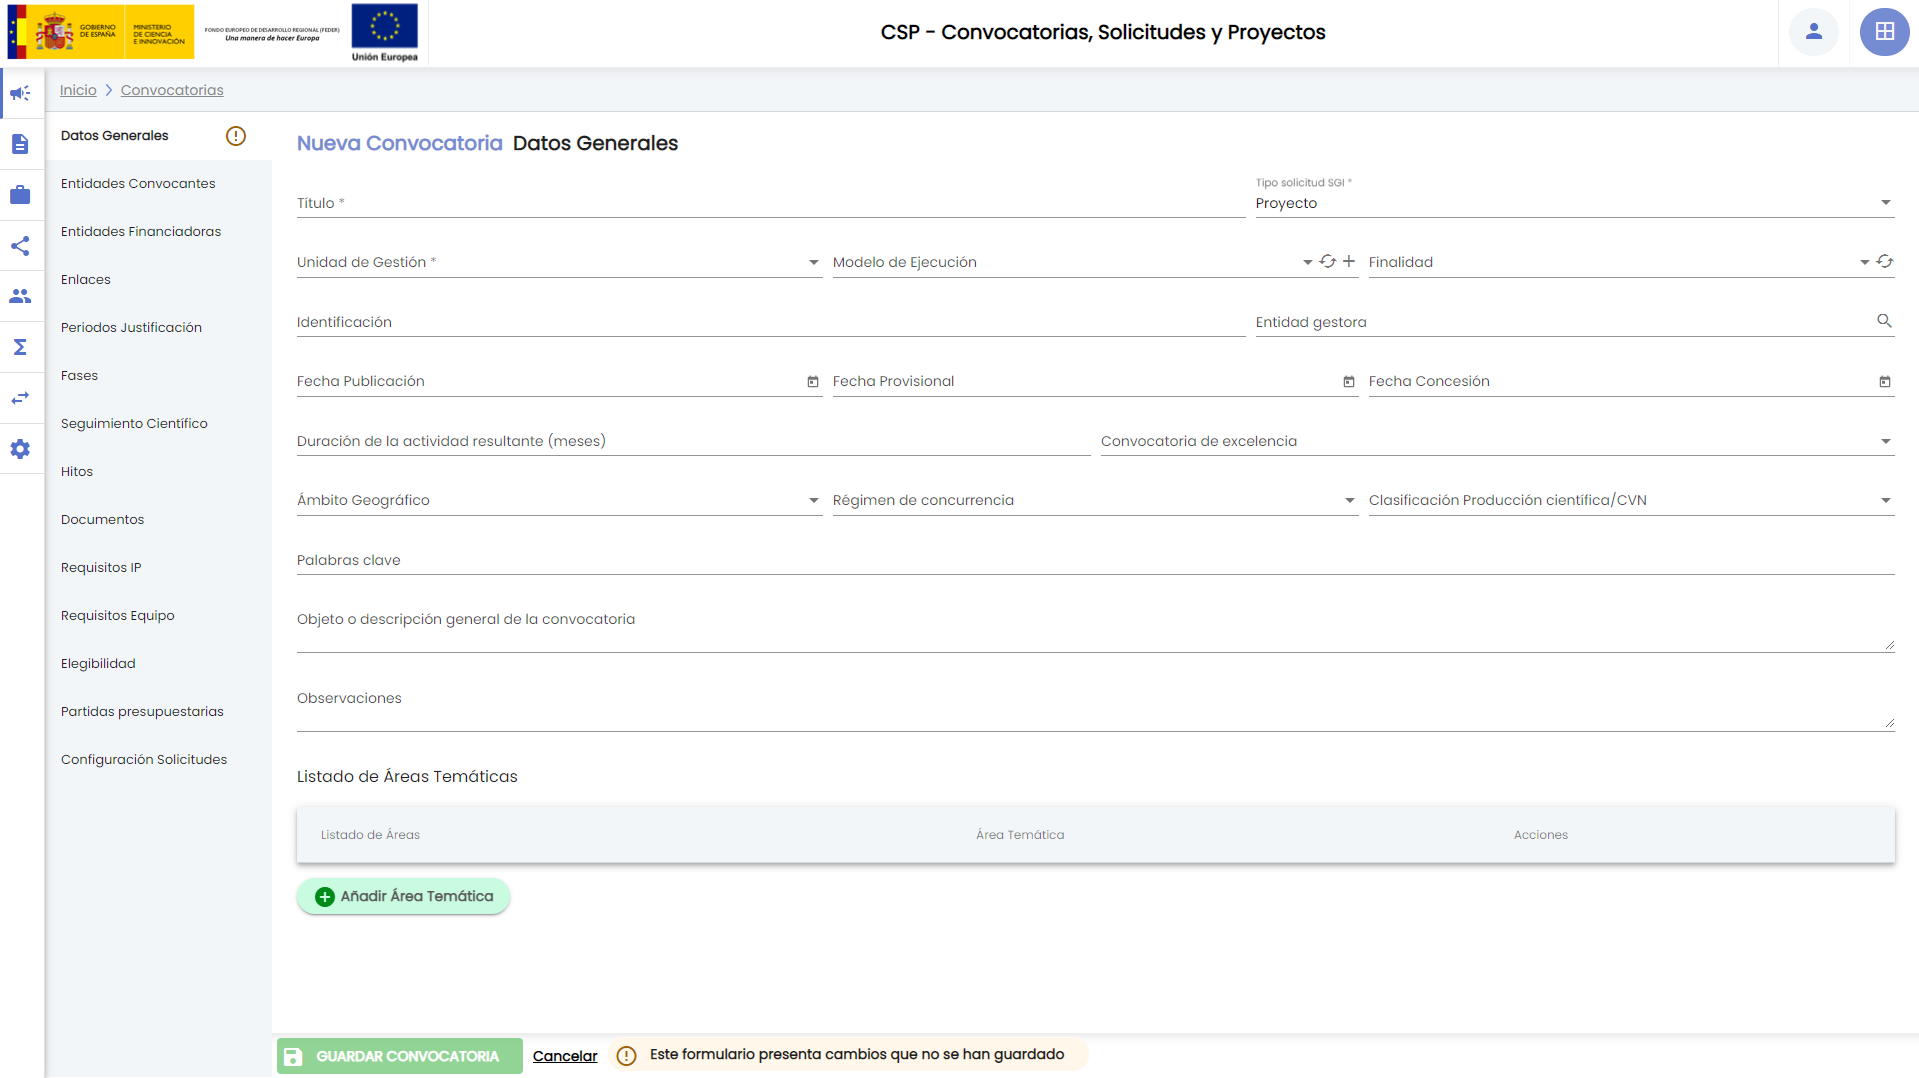 GOBIERNO
DE ESPAÑA
MINISTERIO
DE CIENCIA
E INNOVACIÓN
FONDO EUROPEO DE DESARROLLO REGIONAL (FEDER)
Una manera de hacer Europa
Unión Europea
CSP - Convocatorias, Solicitudes y Proyectos
Inicio > Convocatorias
Datos Generales
Entidades Convocantes
Entidades Financiadoras
Enlaces
Periodos Justificación
Fases
Seguimiento Científico
Hitos
Documentos
Requisitos IP
Requisitos Equipo
Elegibilidad
Partidas presupuestarias
Configuración Solicitudes
Nueva Convocatoria Datos Generales
Título *
Tipo solicitud SGI *
Proyecto
Unidad de Gestión *
Modelo de Ejecución
Finalidad
Identificación
Entidad gestora
Fecha Publicación
Fecha Provisional
Fecha Concesión
Duración de la actividad resultante (meses)
Convocatoria de excelencia
Ámbito Geográfico
Régimen de concurrencia
Clasificación Producción científica/CVN
Palabras clave
Objeto o descripción general de la convocatoria
Observaciones
Listado de Áreas Temáticas
Listado de Áreas
Área Temática
Acciones
Añadir Área Temática
GUARDAR CONVOCATORIA
Cancelar
Este formulario presenta cambios que no se han guardado